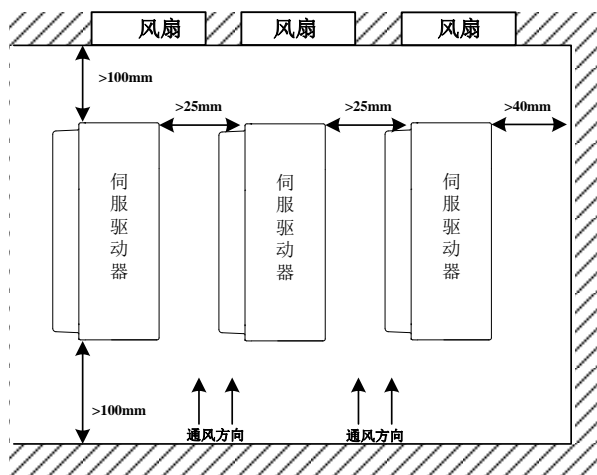 风扇 风扇 风扇
>100mm
>25mm >25mm >40mm
伺服驱动器 伺服驱动器 伺服驱动器
>100mm
通风方向 通风方向